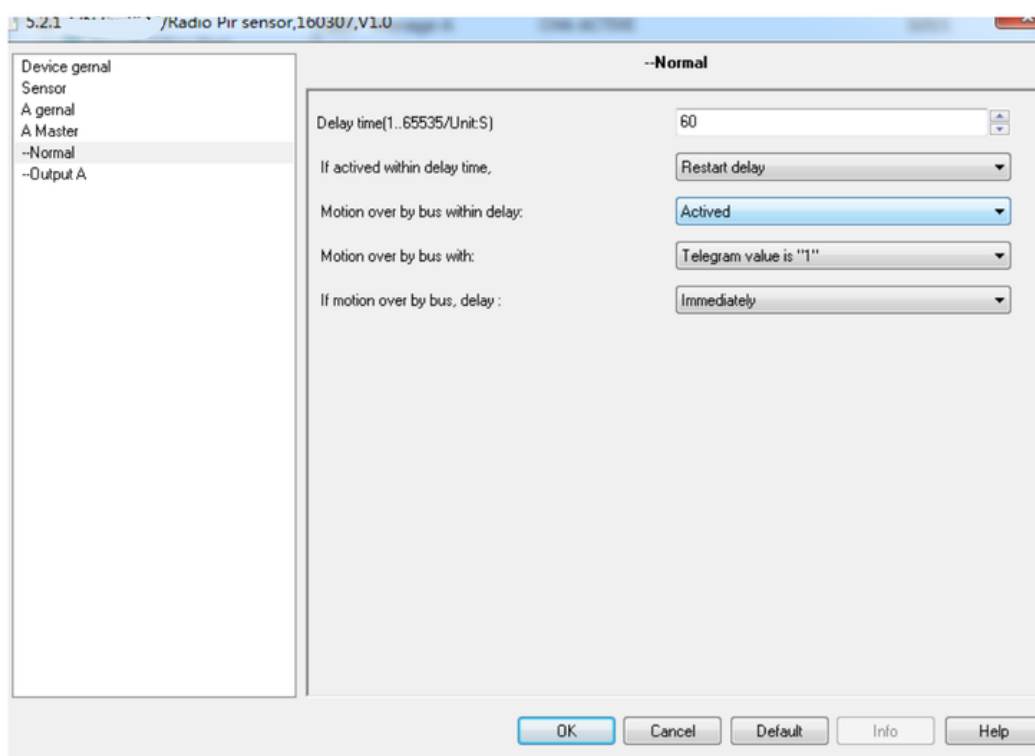 5.2.1 /Radio Pir sensor,160307,V1.0
--Normal
Device gernal
Sensor
A gernal
A Master
--Normal
--Output A
Delay time(1..65535/Unit:S)
60
If actived within delay time,
Restart delay
Motion over by bus within delay:
Actived
Motion over by bus with:
Telegram value is "1"
If motion over by bus, delay :
Immediately
OK
Cancel
Default
Info
Help